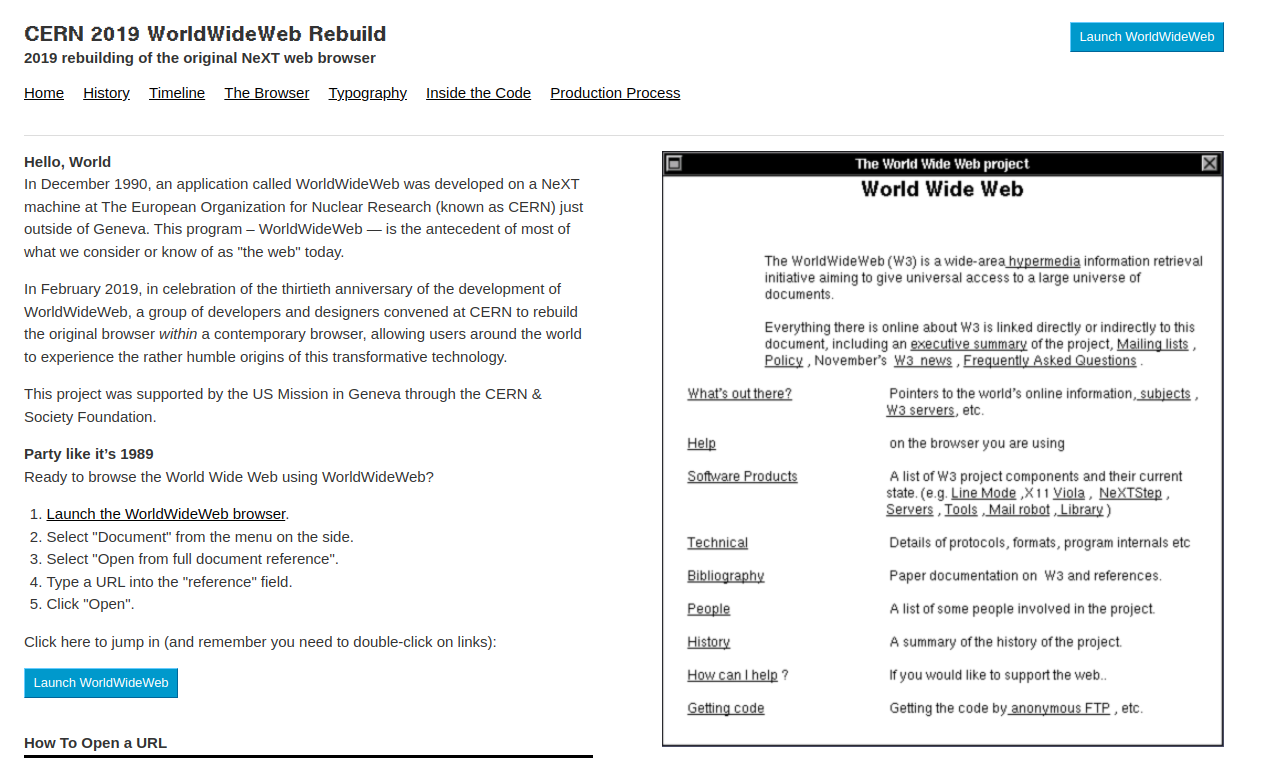 CERN 2019 WorldWideWeb Rebuild
2019 rebuilding of the original NeXT web browser
Launch WorldWideWeb
Home History Timeline The Browser Typography Inside the Code Production Process
Hello, World
In December 1990, an application called WorldWideWeb was developed on a NeXT
machine at The European Organization for Nuclear Research (known as CERN) just
outside of Geneva. This program – WorldWideWeb — is the antecedent of most of
what we consider or know of as "the web" today.
In February 2019, in celebration of the thirtieth anniversary of the development of
WorldWideWeb, a group of developers and designers convened at CERN to rebuild
the original browser within a contemporary browser, allowing users around the world
to experience the rather humble origins of this transformative technology.
This project was supported by the US Mission in Geneva through the CERN &
Society Foundation.
Party like it’s 1989
Ready to browse the World Wide Web using WorldWideWeb?
1. Launch the WorldWideWeb browser.
2. Select "Document" from the menu on the side.
3. Select "Open from full document reference".
4. Type a URL into the "reference" field.
5. Click "Open".
Click here to jump in (and remember you need to double-click on links):
Launch WorldWideWeb
How To Open a URL
The World Wide Web project
World Wide Web
The WorldWideWeb (W3) is a wide-area hypermedia information retrieval
initiative aiming to give universal access to a large universe of
documents.
Everything there is online about W3 is linked directly or indirectly to this
document, including an executive summary of the project, Mailing lists ,
Policy , November's W3 news , Frequently Asked Questions .
What's out there? Pointers to the world's online information, subjects ,
W3 servers, etc.
Help on the browser you are using
Software Products A list of W3 project components and their current
state. (e.g. Line Mode ,X11 Viola , NeXTStep ,
Servers , Tools , Mail robot , Library )
Technical Details of protocols, formats, program internals etc
Bibliography Paper documentation on W3 and references.
People A list of some people involved in the project.
History A summary of the history of the project.
How can I help ? If you would like to support the web..
Getting code Getting the code by anonymous FTP , etc.